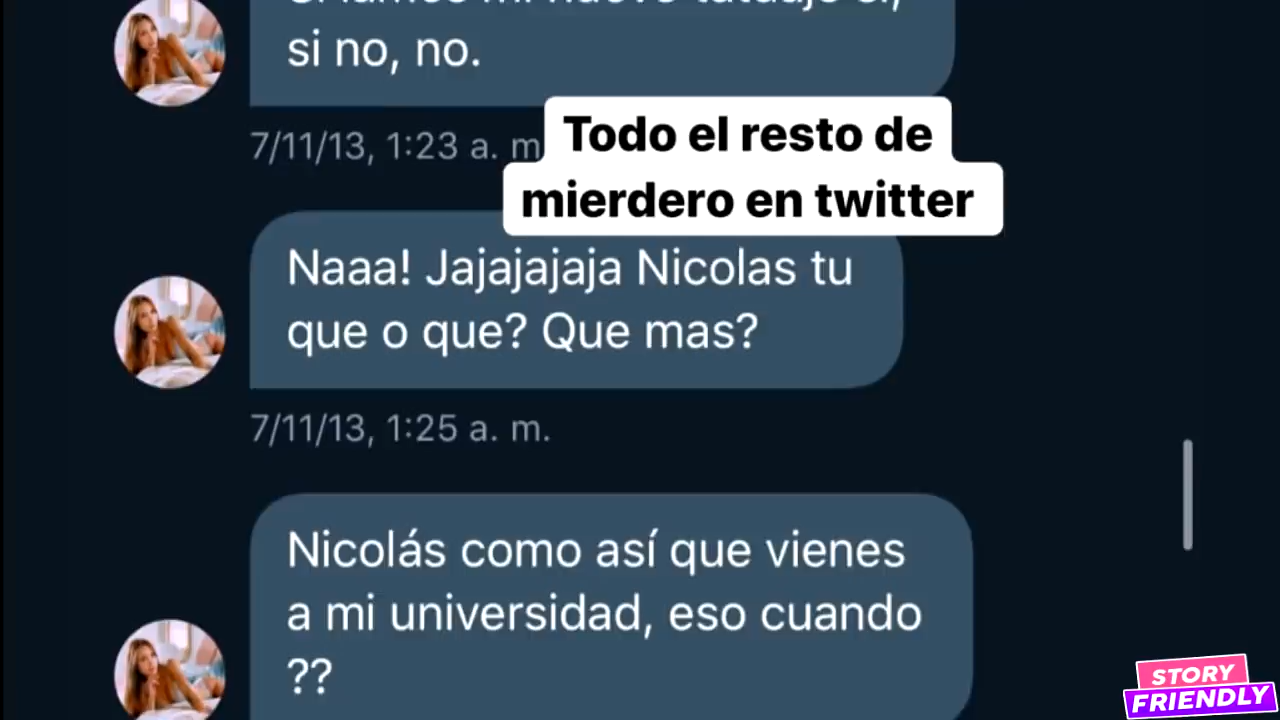 si no, no.
7/11/13, 1:23 a. m
Todo el resto de
mierdero en twitter
Naaa! Jajajajaja Nicolas tu
que o que? Que mas?
7/11/13, 1:25 a. m.
Nicolás como así que vienes
a mi universidad, eso cuando
??
STORY
FRIENDLY